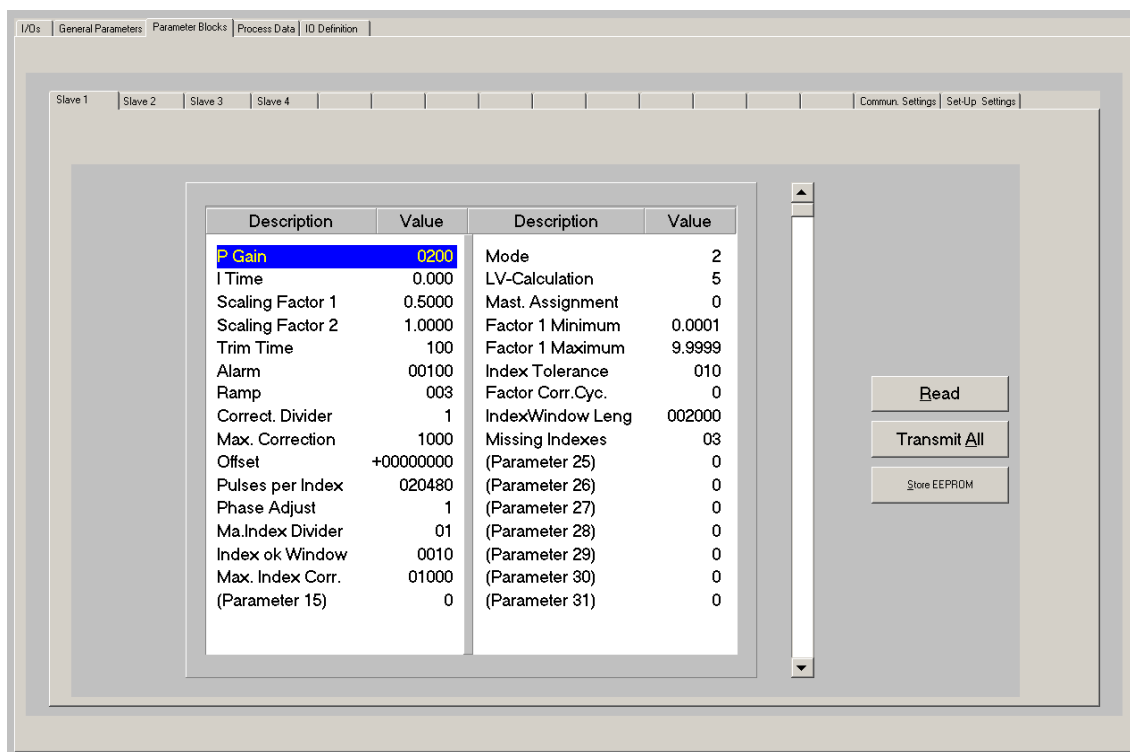 I/Os General Parameters Parameter Blocks Process Data IO Definition
Slave 1 Slave 2 Slave 3 Slave 4 Commun. Settings Set-Up Settings
Description Value Description Value
P Gain 0200 Mode 2
I Time 0.000 LV-Calculation 5
Scaling Factor 1 0.5000 Mast. Assignment 0
Scaling Factor 2 1.0000 Factor 1 Minimum 0.0001
Trim Time 100 Factor 1 Maximum 9.9999
Alarm 00100 Index Tolerance 010
Ramp 003 Factor Corr.Cyc. 0
Correct. Divider 1 IndexWindow Leng 002000
Max. Correction 1000 Missing Indexes 03
Offset +00000000 (Parameter 25) 0
Pulses per Index 020480 (Parameter 26) 0
Phase Adjust 1 (Parameter 27) 0
Ma.Index Divider 01 (Parameter 28) 0
Index ok Window 0010 (Parameter 29) 0
Max. Index Corr. 01000 (Parameter 30) 0
(Parameter 15) 0 (Parameter 31) 0
Read
Transmit All
Store EEPROM